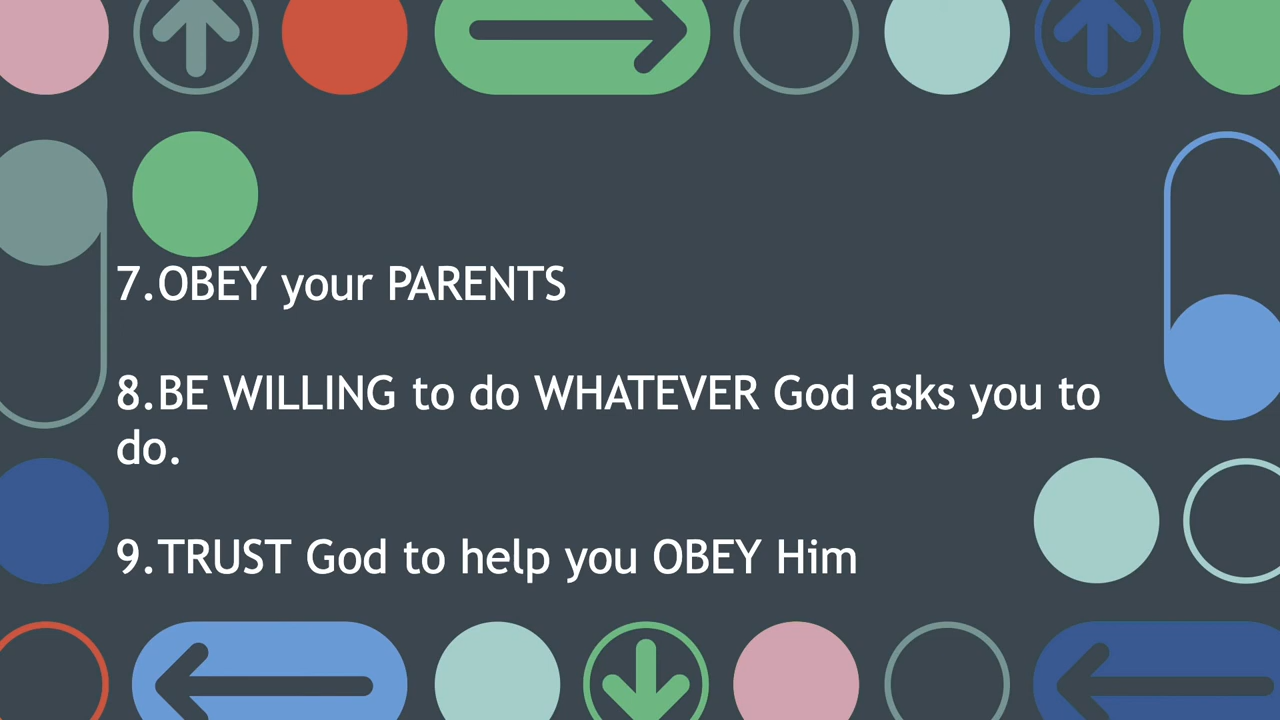 7.OBEY your PARENTS
8.BE WILLING to do WHATEVER God asks you to
do.
9.TRUST God to help you OBEY Him